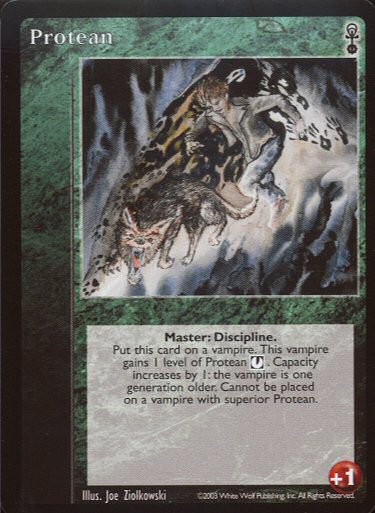 Protean
Master: Discipline.
Put this card on a vampire. This vampire
gains 1 level of Protean . Capacity
increases by 1: the vampire is one
generation older. Cannot be placed
on a vampire with superior Protean.
+1
Illus. Joe Ziolkowski
©2003 White Wolf Publishing, Inc. All Rights Reserved.